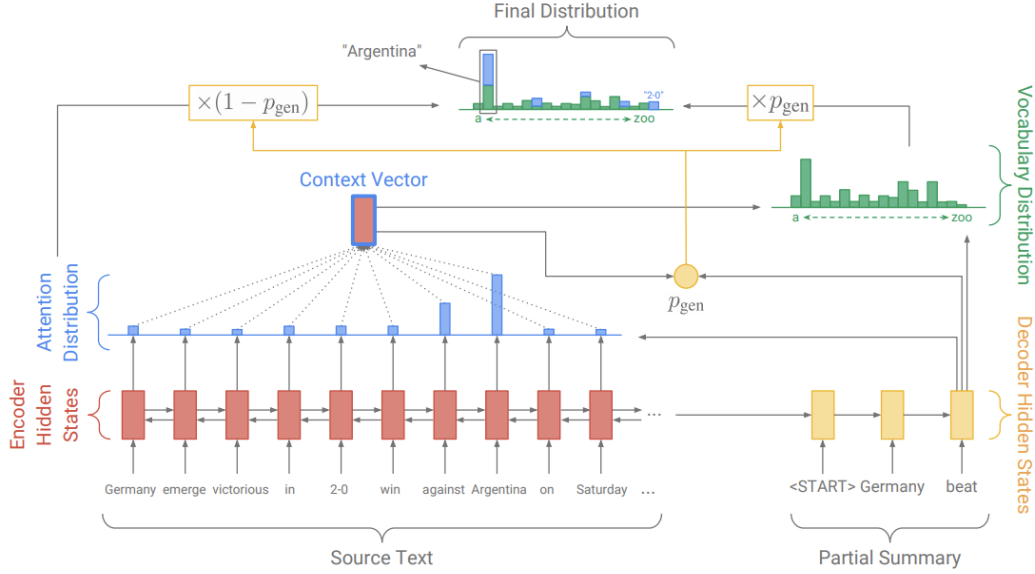 Final Distribution
"Argentina"
×(1 − p_gen)
"2-0"
×p_gen
a
zoo
Context Vector
Vocabulary Distribution
a
zoo
Attention
Distribution
p_gen
Encoder
Hidden
States
Decoder Hidden States
...
Germany emerge victorious in 2-0 win against Argentina on Saturday ...
<START> Germany beat
Source Text
Partial Summary